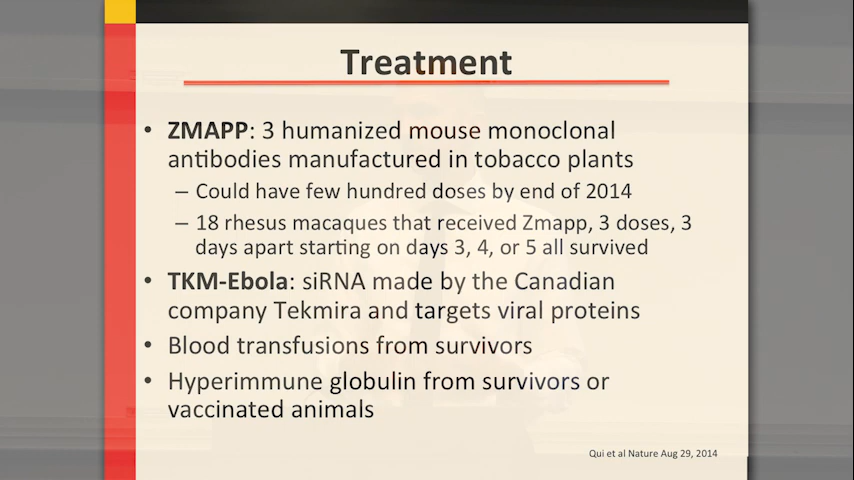 Treatment
• ZMAPP: 3 humanized mouse monoclonal
antibodies manufactured in tobacco plants
– Could have few hundred doses by end of 2014
– 18 rhesus macaques that received Zmapp, 3 doses, 3
days apart starting on days 3, 4, or 5 all survived
• TKM-Ebola: siRNA made by the Canadian
company Tekmira and targets viral proteins
• Blood transfusions from survivors
• Hyperimmune globulin from survivors or
vaccinated animals
Qui et al Nature Aug 29, 2014